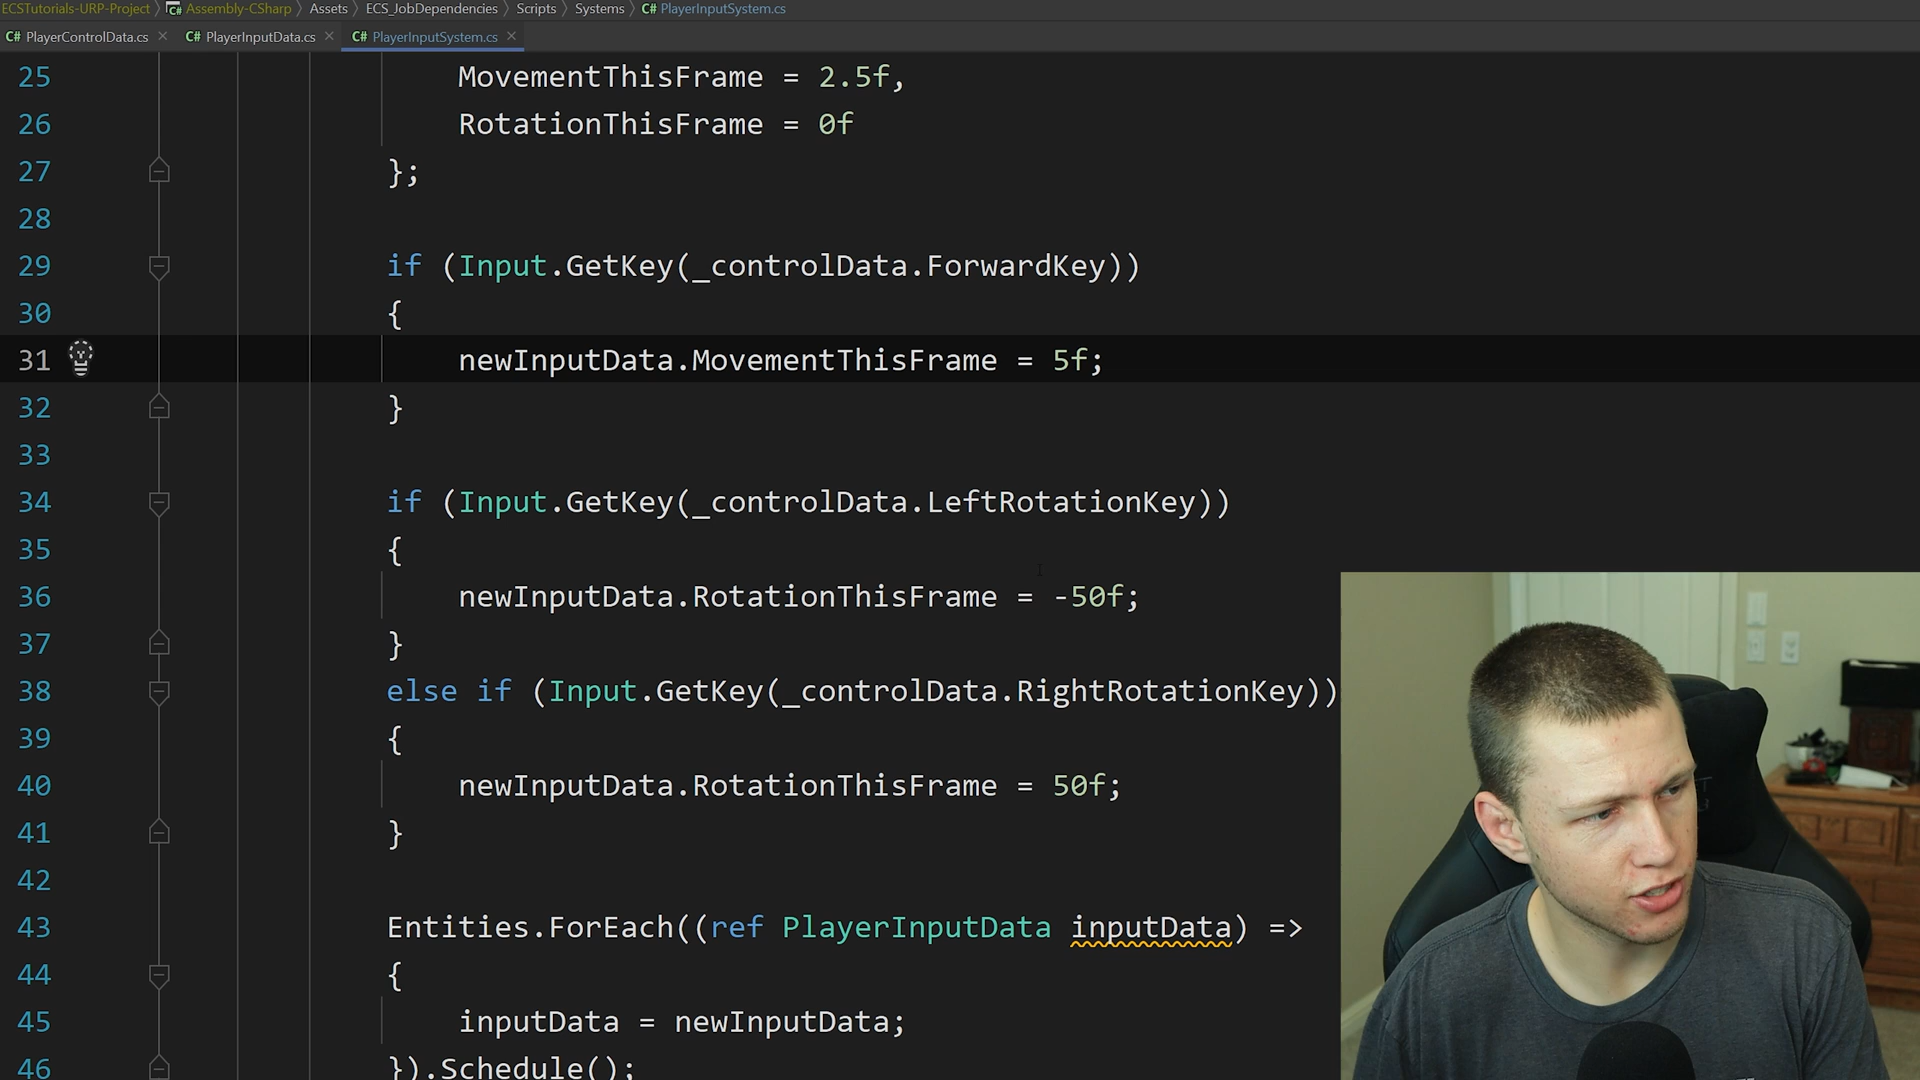 ECSTutorials-URP-Project > C# Assembly-CSharp > Assets > ECS_JobDependencies > Scripts > Systems > C# PlayerInputSystem.cs
C# PlayerControlData.cs × C# PlayerInputData.cs × C# PlayerInputSystem.cs ×
25 MovementThisFrame = 2.5f,
26 RotationThisFrame = 0f
27 };
28
29 if (Input.GetKey(_controlData.ForwardKey))
30 {
31 newInputData.MovementThisFrame = 5f;
32 }
33
34 if (Input.GetKey(_controlData.LeftRotationKey))
35 {
36 newInputData.RotationThisFrame = -50f;
37 }
38 else if (Input.GetKey(_controlData.RightRotationKey))
39 {
40 newInputData.RotationThisFrame = 50f;
41 }
42
43 Entities.ForEach((ref PlayerInputData inputData) =>
44 {
45 inputData = newInputData;
46 }).Schedule();